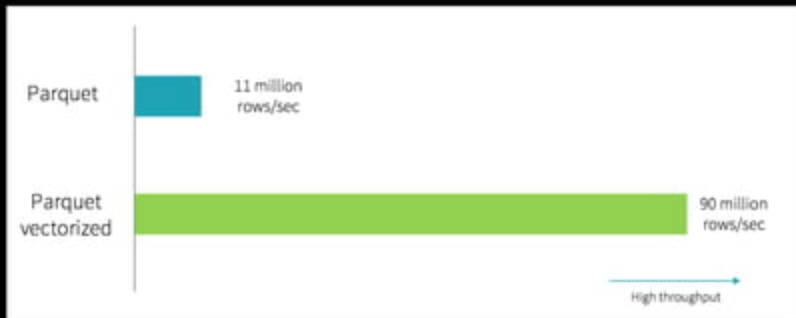 Parquet
11 million
rows/sec
Parquet
vectorized
90 million
rows/sec
High throughput